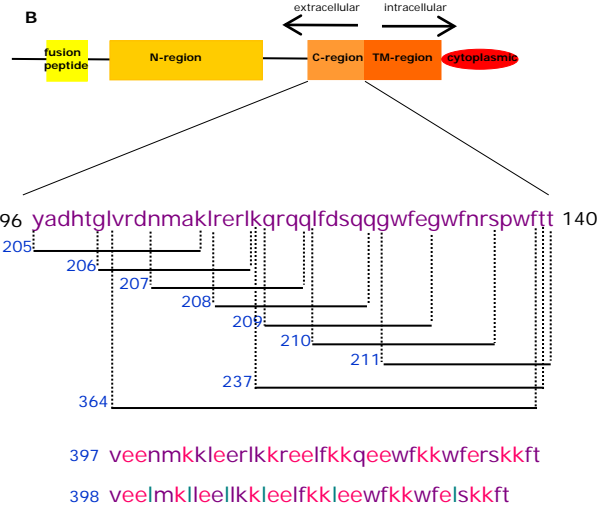 B
extracellular intracellular
fusion peptide N-region C-region TM-region cytoplasmic
96 yadhtglvrdnmaklrerlkqrqqlfdsqqgwfegwfnrspwftt 140
205
206
207
208
209
210
211
237
364
397 veenmkkleerlkkreelfkkqeewfkkwferskkft
398 veelmklleellkkleelfkkleewfkkwfelskkft